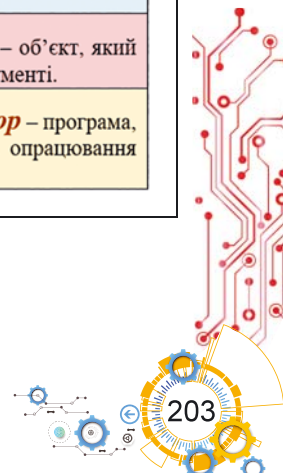 – об’єкт, який
менті.
ор – програма,
опрацювання
203